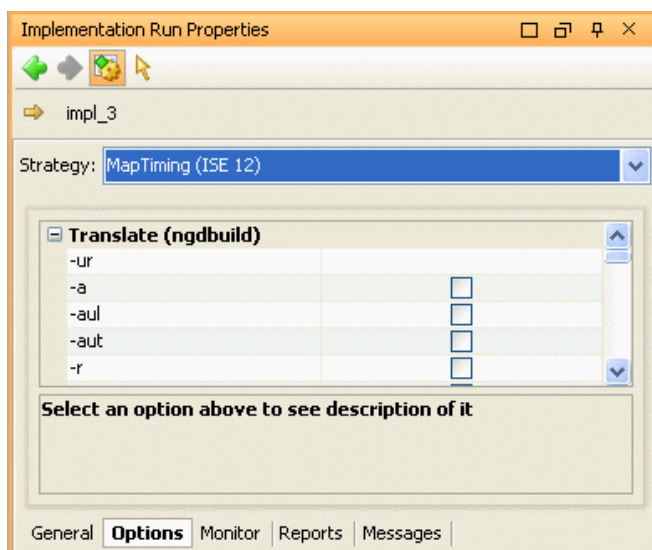 Implementation Run Properties
impl_3
Strategy: MapTiming (ISE 12)
Translate (ngdbuild)
-ur
-a
-aul
-aut
-r
Select an option above to see description of it
General Options Monitor Reports Messages